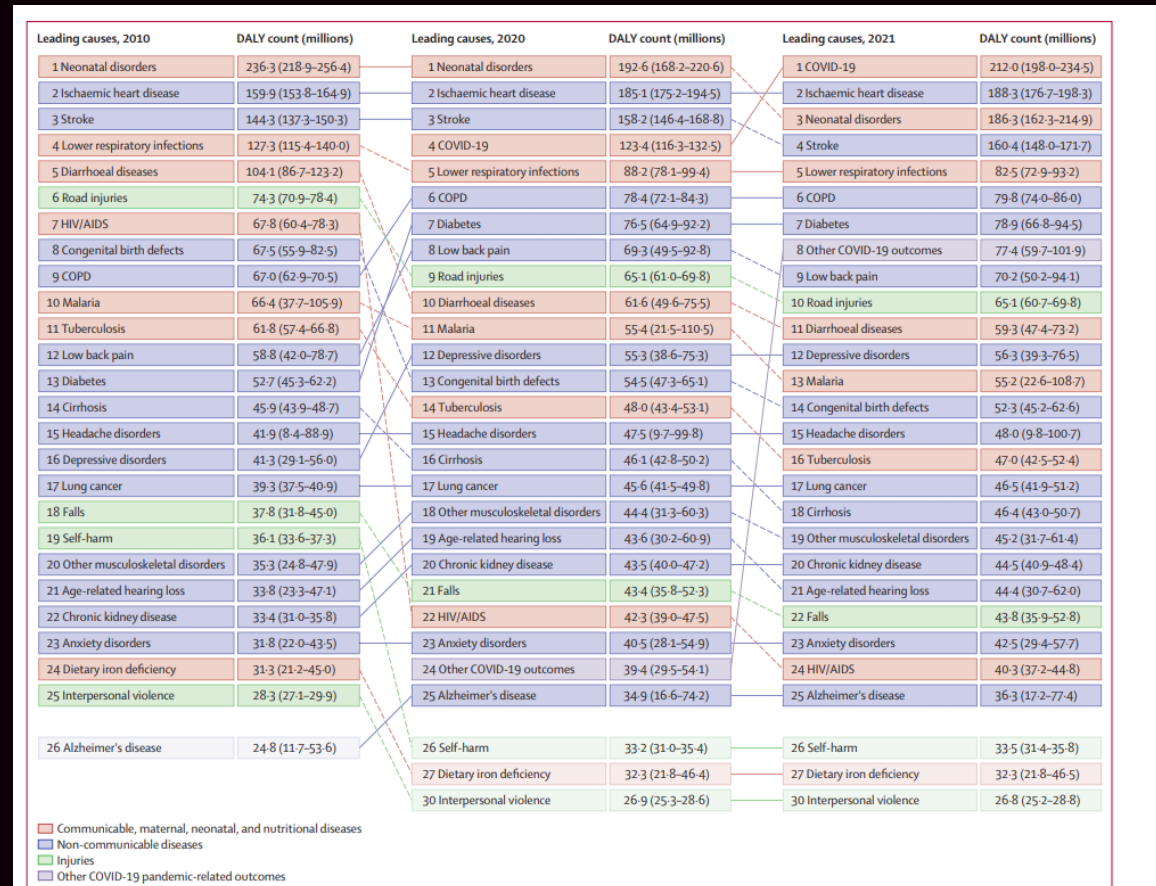 Leading causes, 2010 DALY count (millions) Leading causes, 2020 DALY count (millions) Leading causes, 2021 DALY count (millions)
1 Neonatal disorders 236·3 (218·9–256·4) 1 Neonatal disorders 192·6 (168·2–220·6) 1 COVID-19 212·0 (198·0–234·5)
2 Ischaemic heart disease 159·9 (153·8–164·9) 2 Ischaemic heart disease 185·1 (175·2–194·5) 2 Ischaemic heart disease 188·3 (176·7–198·3)
3 Stroke 144·3 (137·3–150·3) 3 Stroke 158·2 (146·4–168·8) 3 Neonatal disorders 186·3 (162·3–214·9)
4 Lower respiratory infections 127·3 (115·4–140·0) 4 COVID-19 123·4 (116·3–132·5) 4 Stroke 160·4 (148·0–171·7)
5 Diarrhoeal diseases 104·1 (86·7–123·2) 5 Lower respiratory infections 88·2 (78·1–99·4) 5 Lower respiratory infections 82·5 (72·9–93·2)
6 Road injuries 74·3 (70·9–78·4) 6 COPD 78·4 (72·1–84·3) 6 COPD 79·8 (74·0–86·0)
7 HIV/AIDS 67·8 (60·4–78·3) 7 Diabetes 76·5 (64·9–92·2) 7 Diabetes 78·9 (66·8–94·5)
8 Congenital birth defects 67·5 (55·9–82·5) 8 Low back pain 69·3 (49·5–92·8) 8 Other COVID-19 outcomes 77·4 (59·7–101·9)
9 COPD 67·0 (62·9–70·5) 9 Road injuries 65·1 (61·0–69·8) 9 Low back pain 70·2 (50·2–94·1)
10 Malaria 66·4 (37·7–105·9) 10 Diarrhoeal diseases 61·6 (49·6–75·5) 10 Road injuries 65·1 (60·7–69·8)
11 Tuberculosis 61·8 (57·4–66·8) 11 Malaria 55·4 (21·5–110·5) 11 Diarrhoeal diseases 59·3 (47·4–73·2)
12 Low back pain 58·8 (42·0–78·7) 12 Depressive disorders 55·3 (38·6–75·3) 12 Depressive disorders 56·3 (39·3–76·5)
13 Diabetes 52·7 (45·3–62·2) 13 Congenital birth defects 54·5 (47·3–65·1) 13 Malaria 55·2 (22·6–108·7)
14 Cirrhosis 45·9 (43·9–48·7) 14 Tuberculosis 48·0 (43·4–53·1) 14 Congenital birth defects 52·3 (45·2–62·6)
15 Headache disorders 41·9 (8·4–88·9) 15 Headache disorders 47·5 (9·7–99·8) 15 Headache disorders 48·0 (9·8–100·7)
16 Depressive disorders 41·3 (29·1–56·0) 16 Cirrhosis 46·1 (42·8–50·2) 16 Tuberculosis 47·0 (42·5–52·4)
17 Lung cancer 39·3 (37·5–40·9) 17 Lung cancer 45·6 (41·5–49·8) 17 Lung cancer 46·5 (41·9–51·2)
18 Falls 37·8 (31·8–45·0) 18 Other musculoskeletal disorders 44·4 (31·3–60·3) 18 Cirrhosis 46·4 (43·0–50·7)
19 Self-harm 36·1 (33·6–37·3) 19 Age-related hearing loss 43·6 (30·2–60·9) 19 Other musculoskeletal disorders 45·2 (31·7–61·4)
20 Other musculoskeletal disorders 35·3 (24·8–47·9) 20 Chronic kidney disease 43·5 (40·0–47·2) 20 Chronic kidney disease 44·5 (40·9–48·4)
21 Age-related hearing loss 33·8 (23·3–47·1) 21 Falls 43·4 (35·8–52·3) 21 Age-related hearing loss 44·4 (30·7–62·0)
22 Chronic kidney disease 33·4 (31·0–35·8) 22 HIV/AIDS 42·3 (39·0–47·5) 22 Falls 43·8 (35·9–52·8)
23 Anxiety disorders 31·8 (22·0–43·5) 23 Anxiety disorders 40·5 (28·1–54·9) 23 Anxiety disorders 42·5 (29·4–57·7)
24 Dietary iron deficiency 31·3 (21·2–45·0) 24 Other COVID-19 outcomes 39·4 (29·5–54·1) 24 HIV/AIDS 40·3 (37·2–44·8)
25 Interpersonal violence 28·3 (27·1–29·9) 25 Alzheimer's disease 34·9 (16·6–74·2) 25 Alzheimer's disease 36·3 (17·2–77·4)
26 Alzheimer's disease 24·8 (11·7–53·6) 26 Self-harm 33·2 (31·0–35·4) 26 Self-harm 33·5 (31·4–35·8)
27 Dietary iron deficiency 32·3 (21·8–46·4) 27 Dietary iron deficiency 32·3 (21·8–46·5)
30 Interpersonal violence 26·9 (25·3–28·6) 30 Interpersonal violence 26·8 (25·2–28·8)
Communicable, maternal, neonatal, and nutritional diseases
Non-communicable diseases
Injuries
Other COVID-19 pandemic-related outcomes